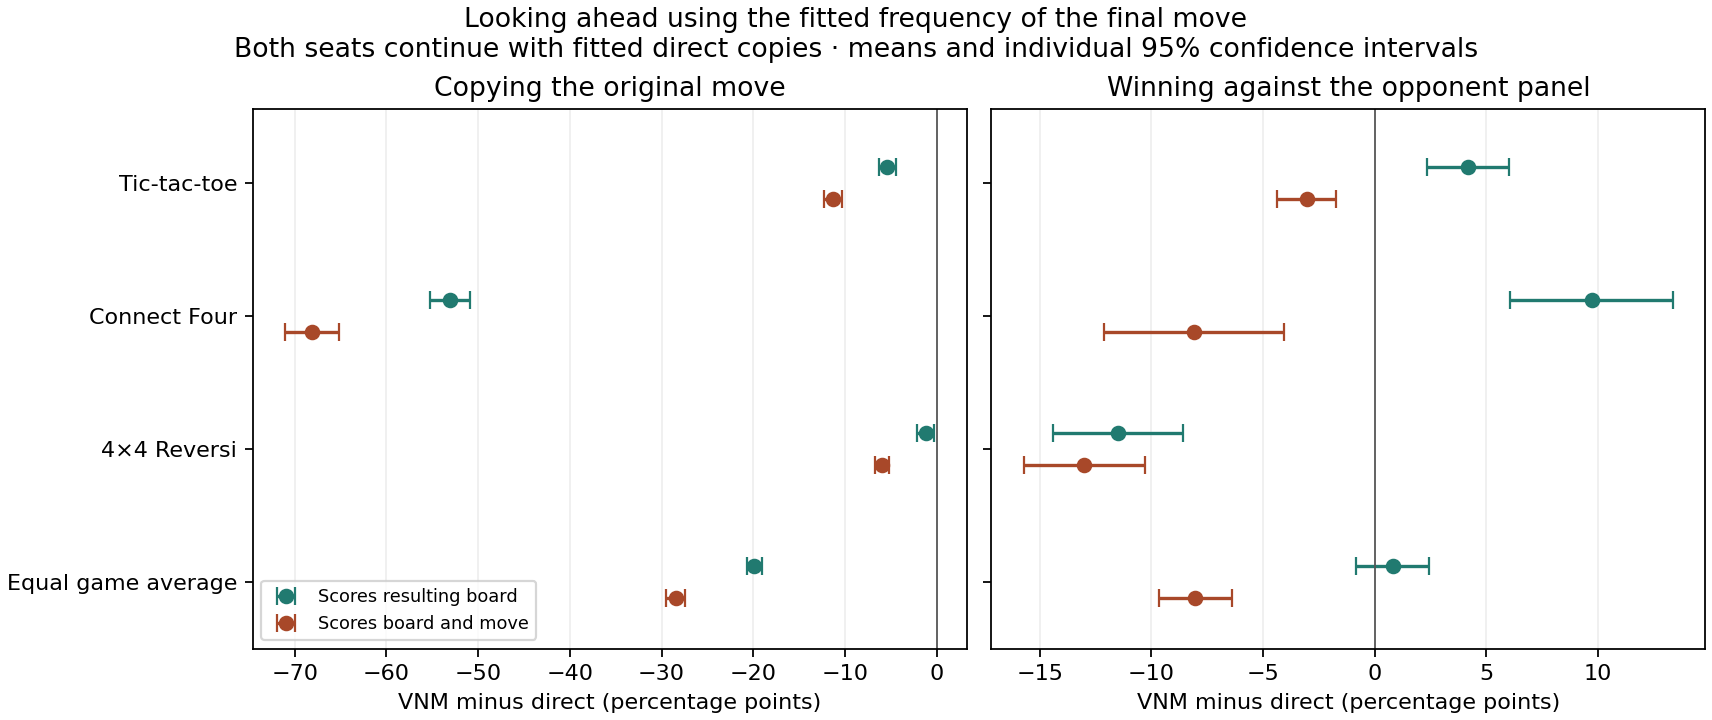 Looking ahead using the fitted frequency of the final move
Both seats continue with fitted direct copies · means and individual 95% confidence intervals
Copying the original move
Winning against the opponent panel
Tic-tac-toe
Connect Four
4×4 Reversi
Equal game average
Scores resulting board
Scores board and move
−70 −60 −50 −40 −30 −20 −10 0
−15 −10 −5 0 5 10
VNM minus direct (percentage points)
VNM minus direct (percentage points)